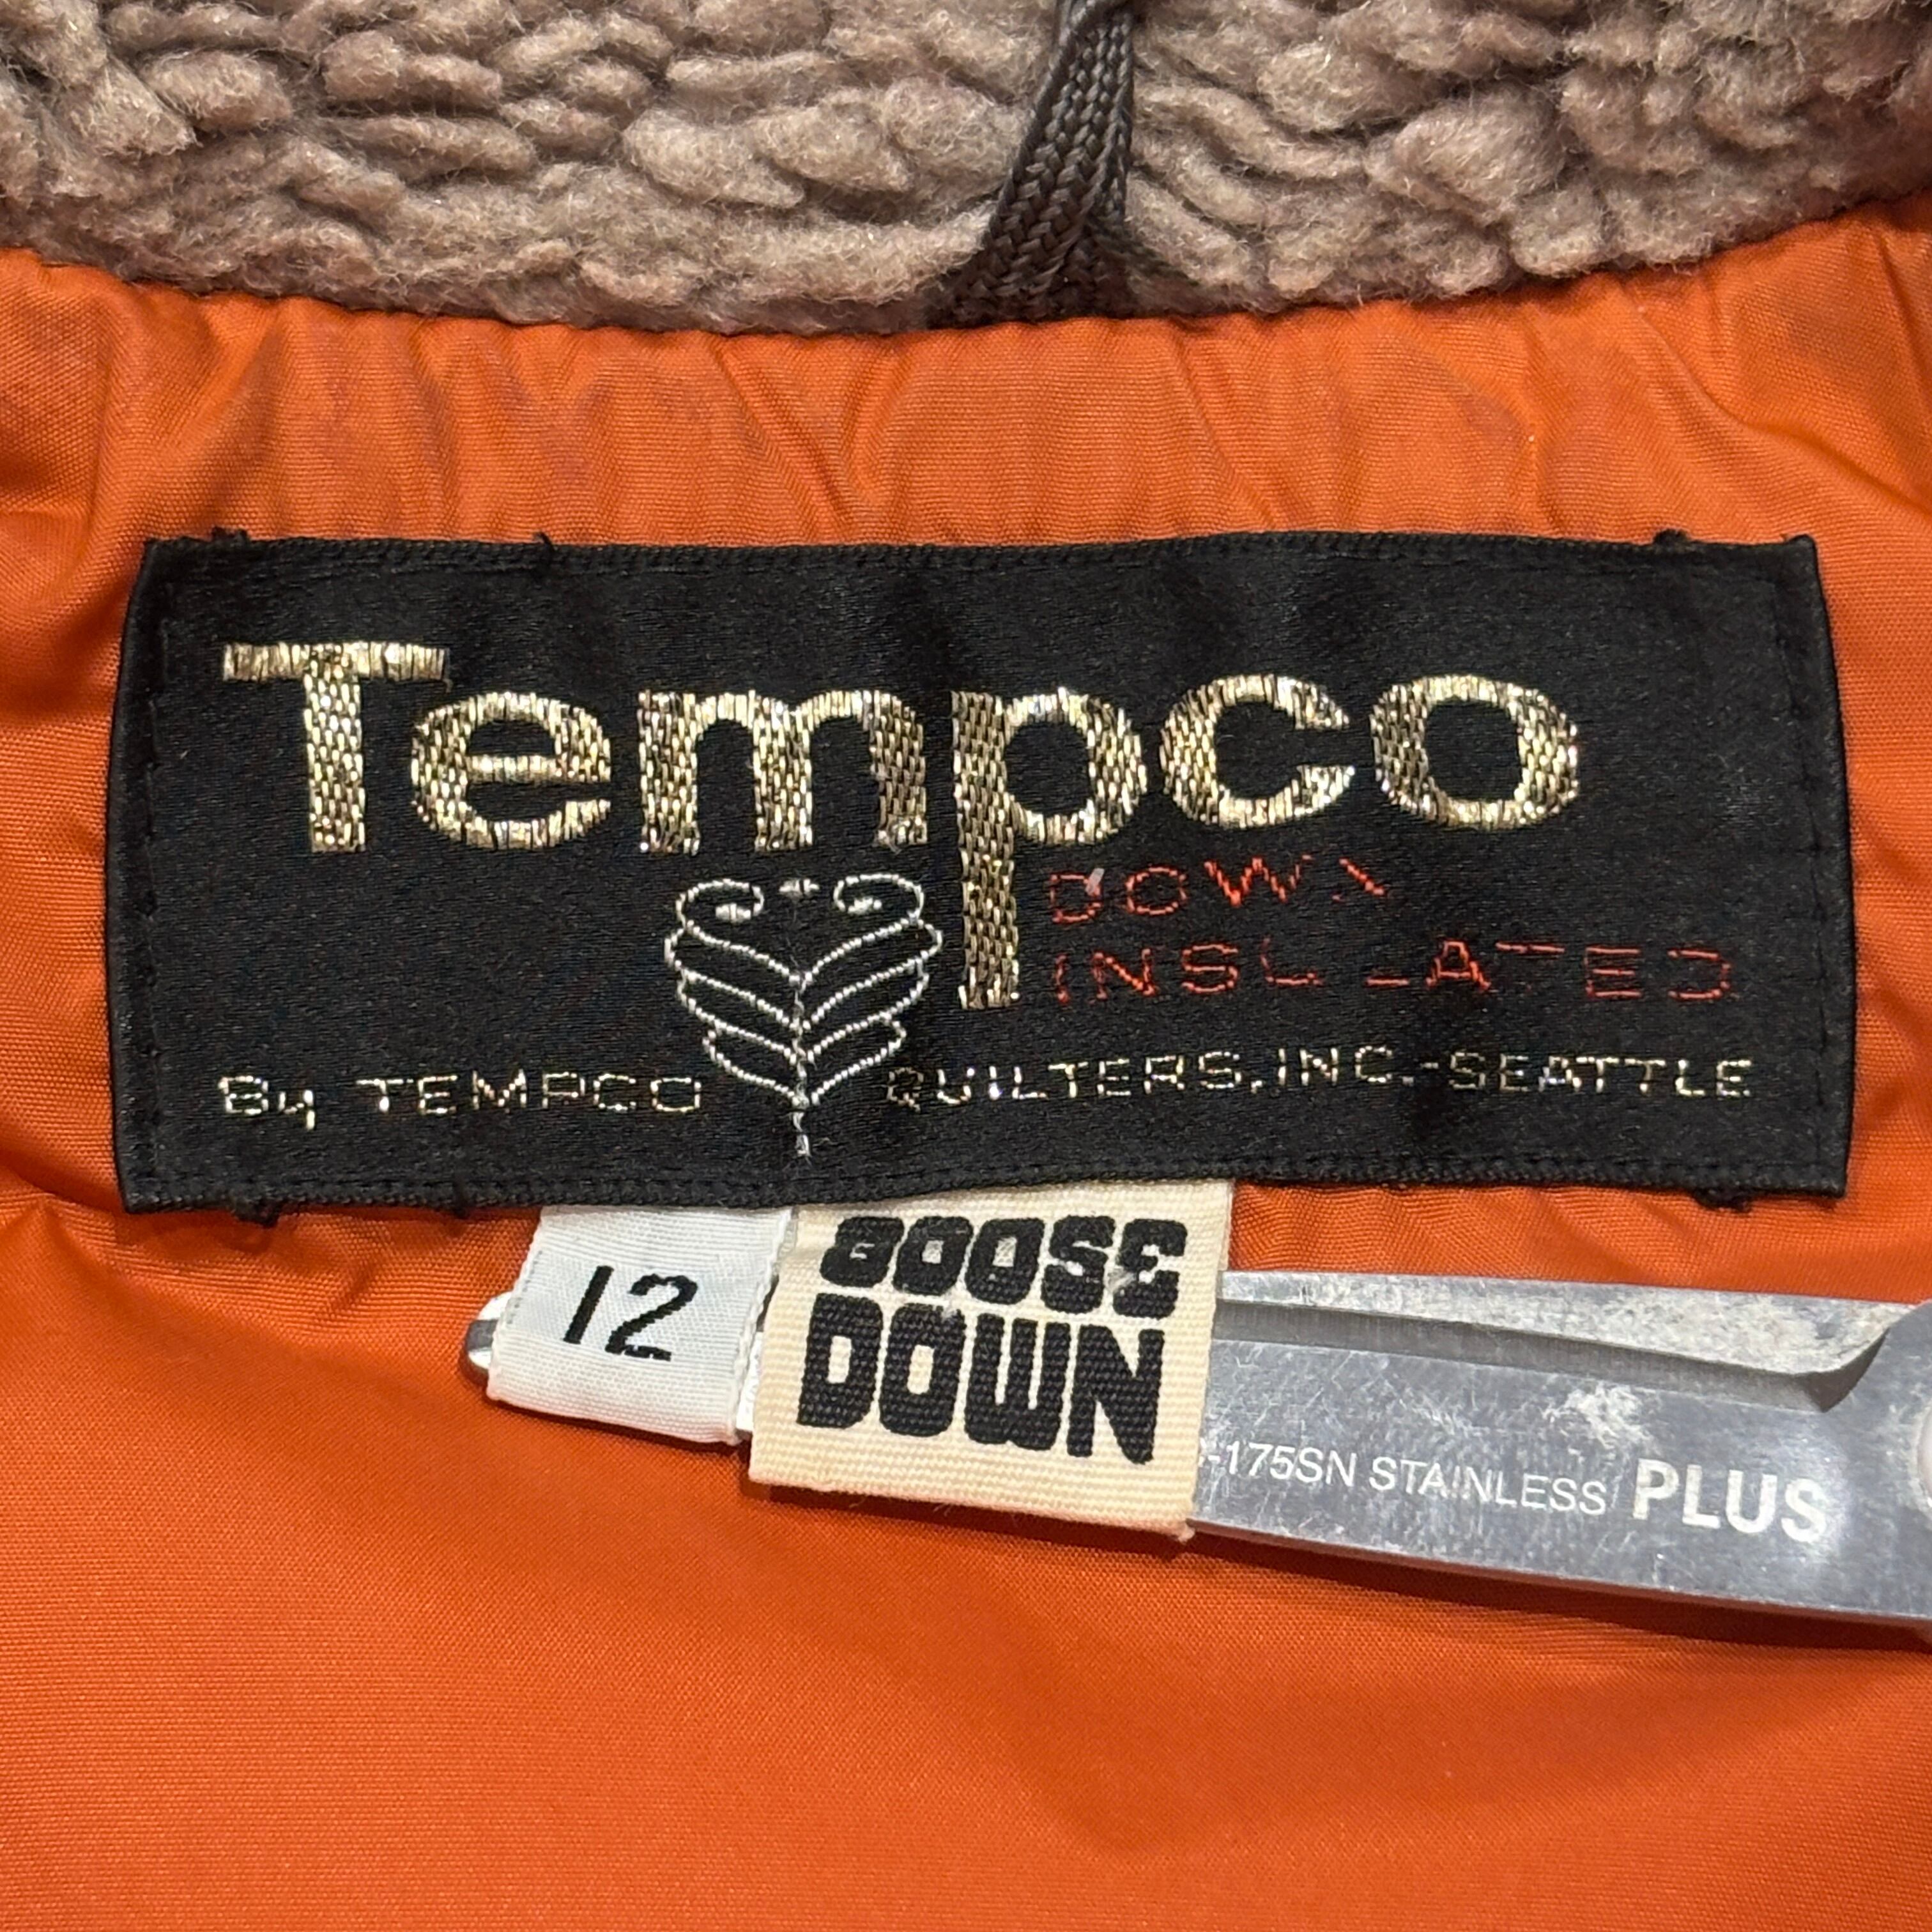 Tempco
DOWN
INSULATED
By TEMPCO QUILTERS, INC.-SEATTLE
12
GOOSE
DOWN
-175SN STAINLESS PLUS